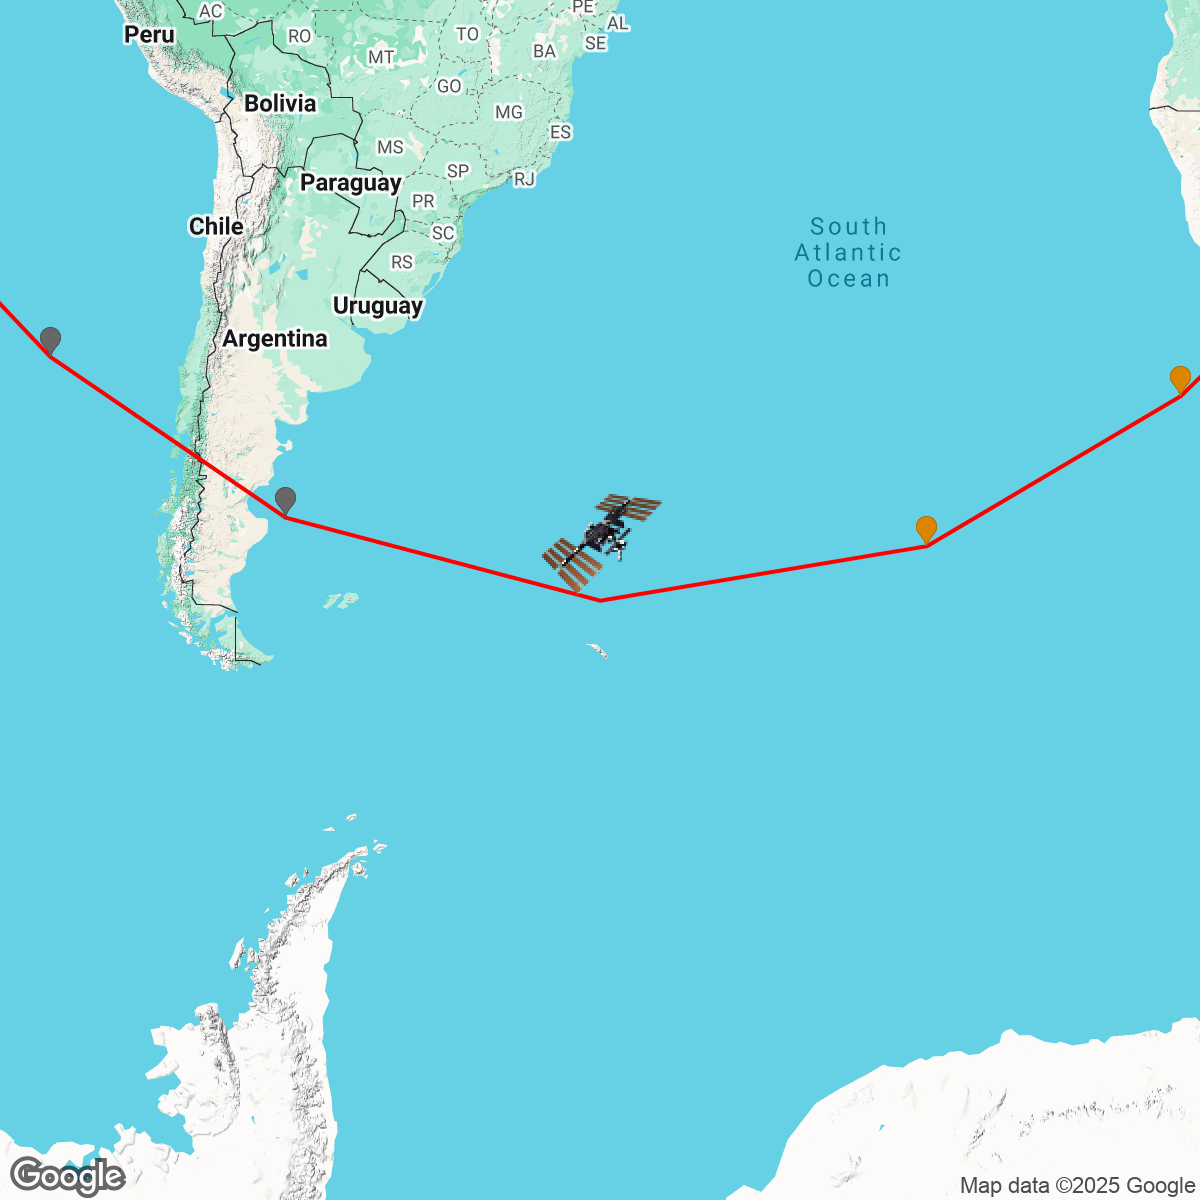 PE
AC
AL
Peru
RO
TO
SE
BA
MT
GO
Bolivia
MG
ES
MS
SP
RJ
Paraguay
PR
Chile
SC
South
Atlantic
Ocean
RS
Uruguay
Argentina
Google
Map data ©2025 Google